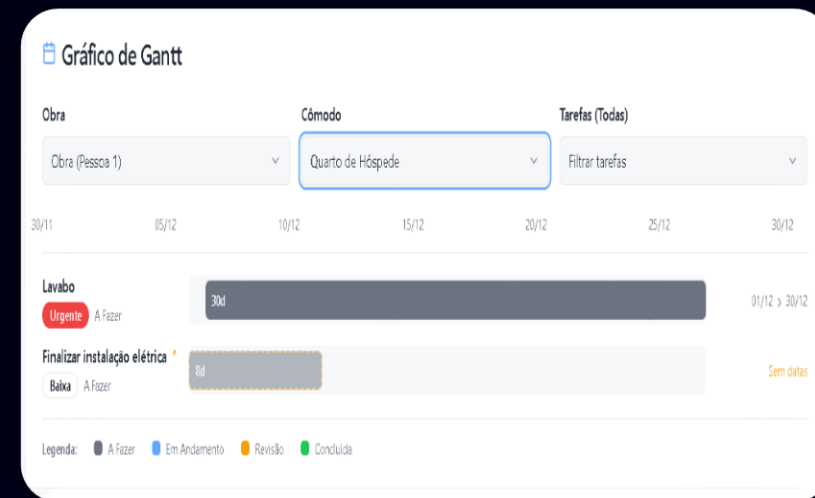 Gráfico de Gantt
Obra Cômodo Tarefas (Todas)
Obra (Pessoa 1) Quarto de Hóspede Filtrar tarefas
30/11 05/12 10/12 15/12 20/12 25/12 30/12
Lavabo
30d 01/12 > 30/12
Urgente A Fazer
Finalizar instalação elétrica *
8d Sem datas
Baixa A Fazer
Legenda: A Fazer Em Andamento Revisão Concluída